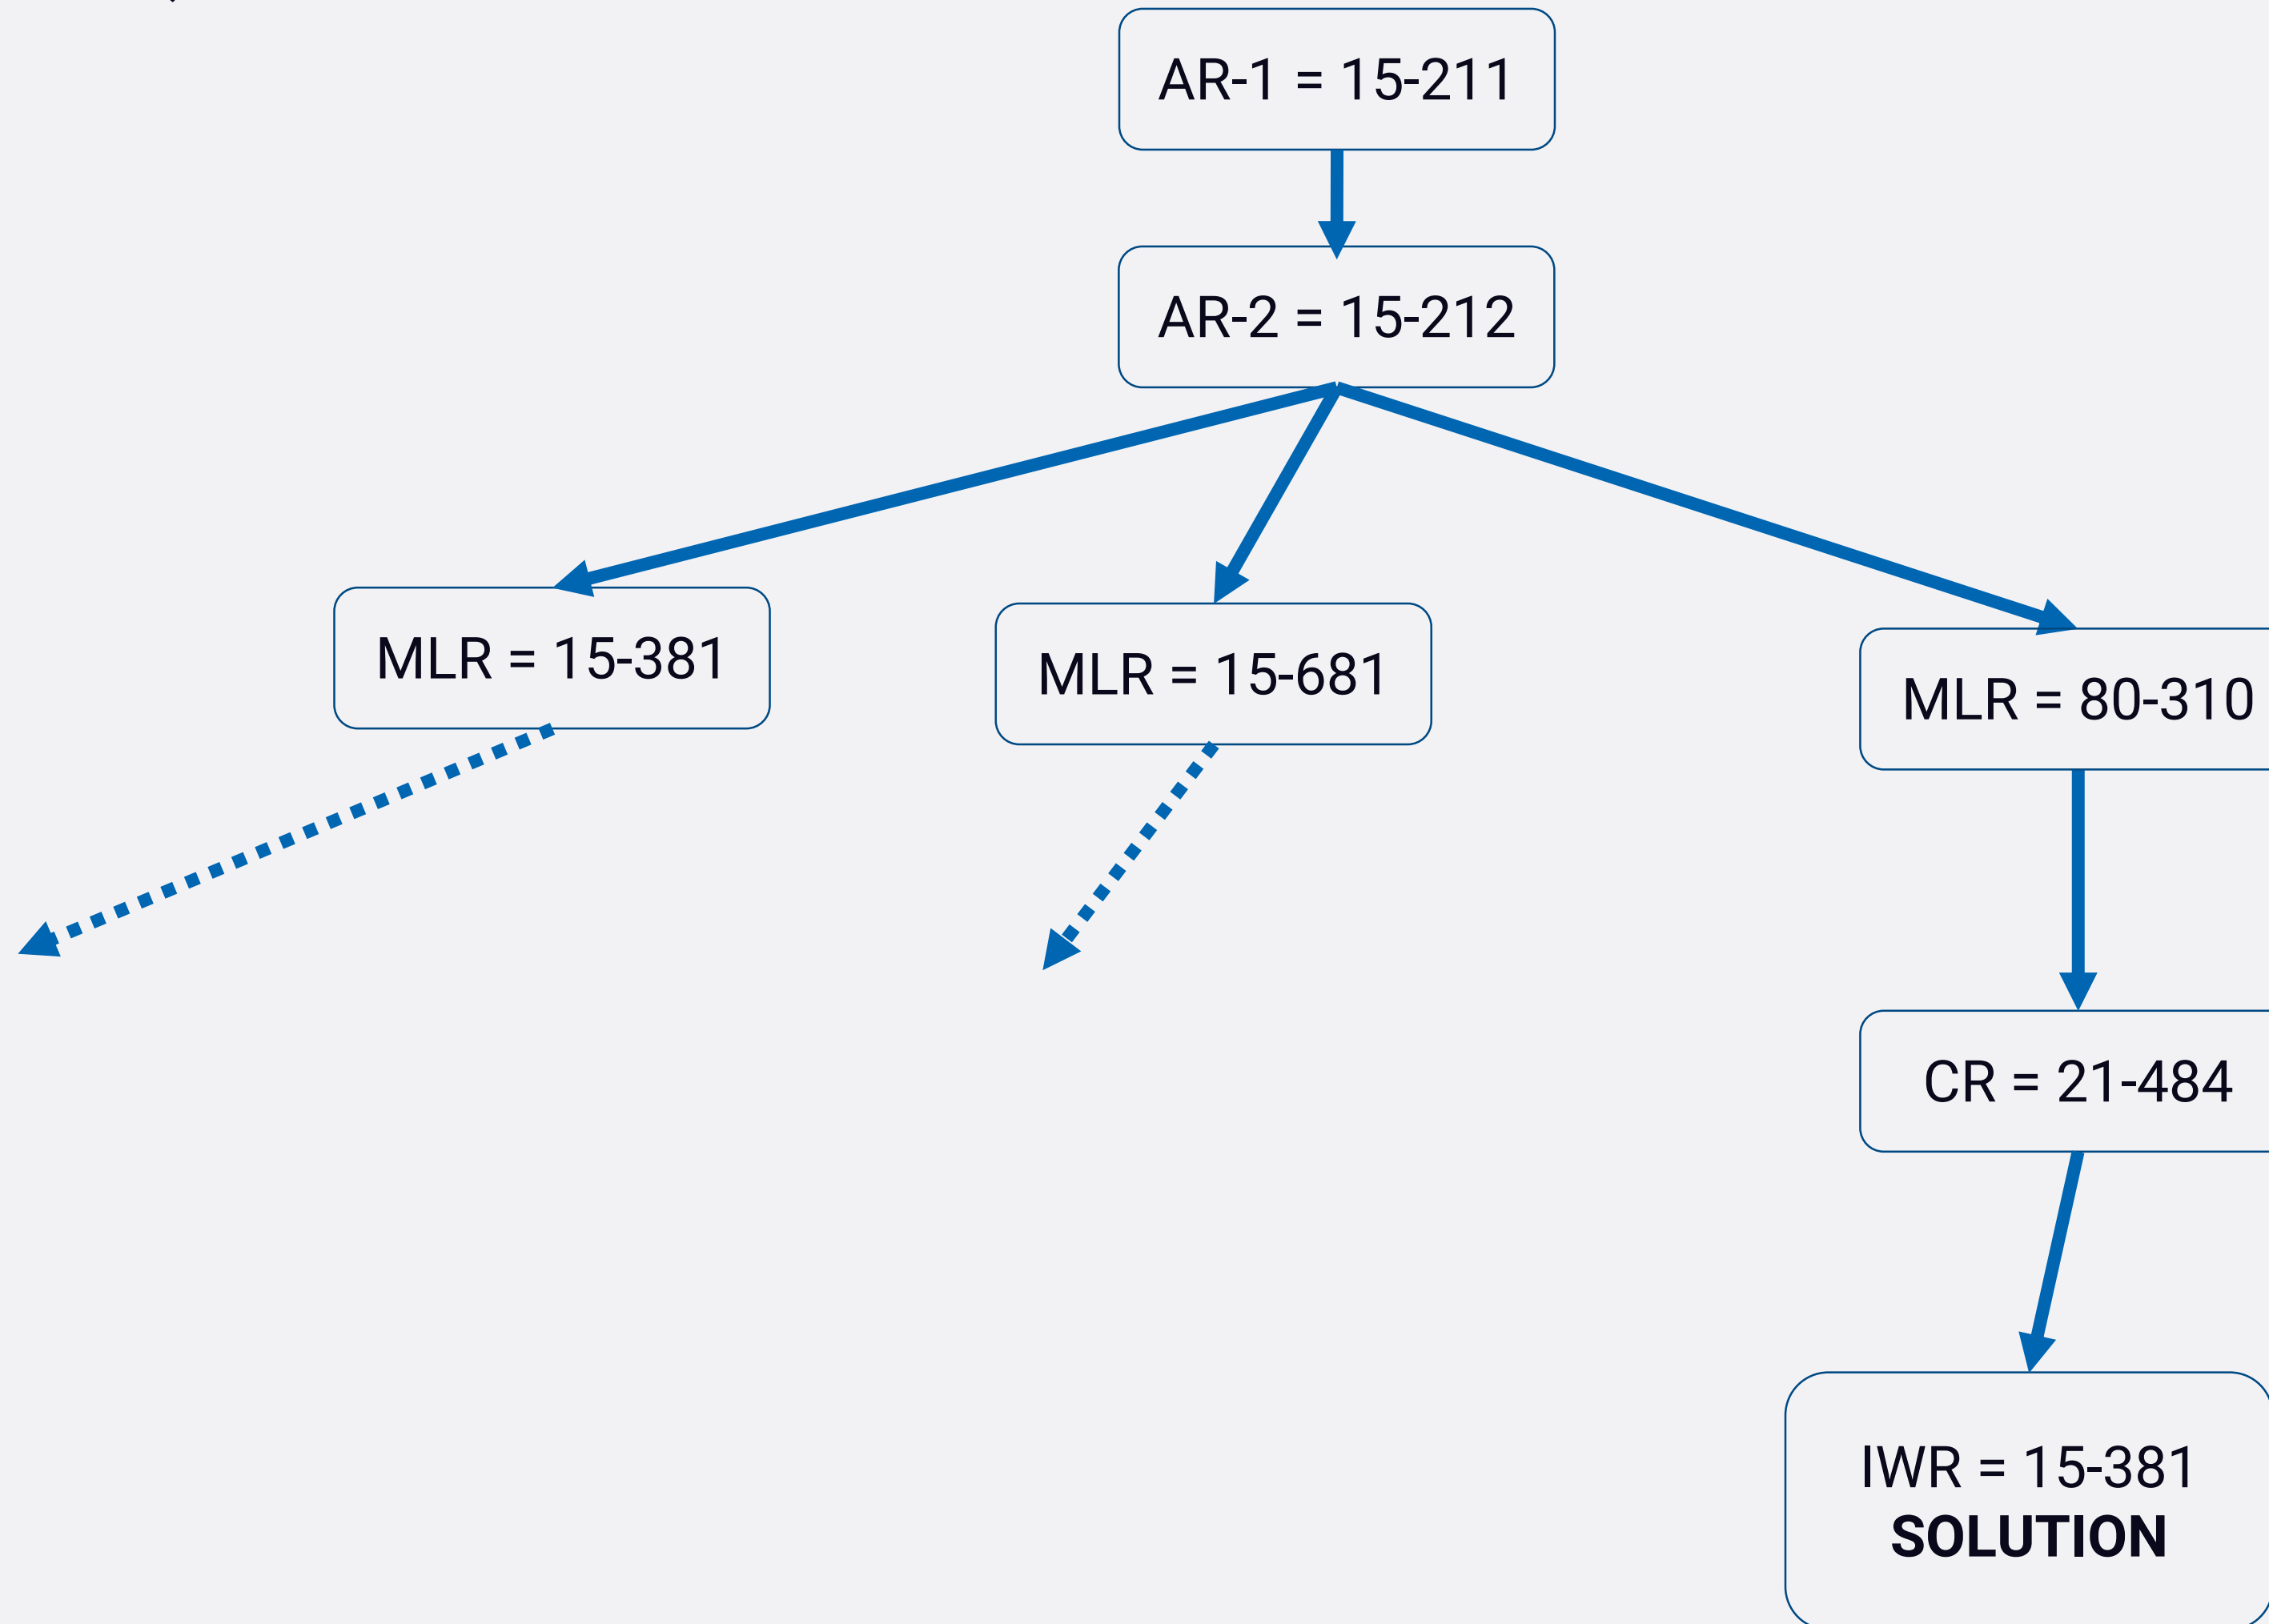 AR-1 = 15-211
AR-2 = 15-212
MLR = 15-381
MLR = 15-681
MLR = 80-310
CR = 21-484
IWR = 15-381
SOLUTION